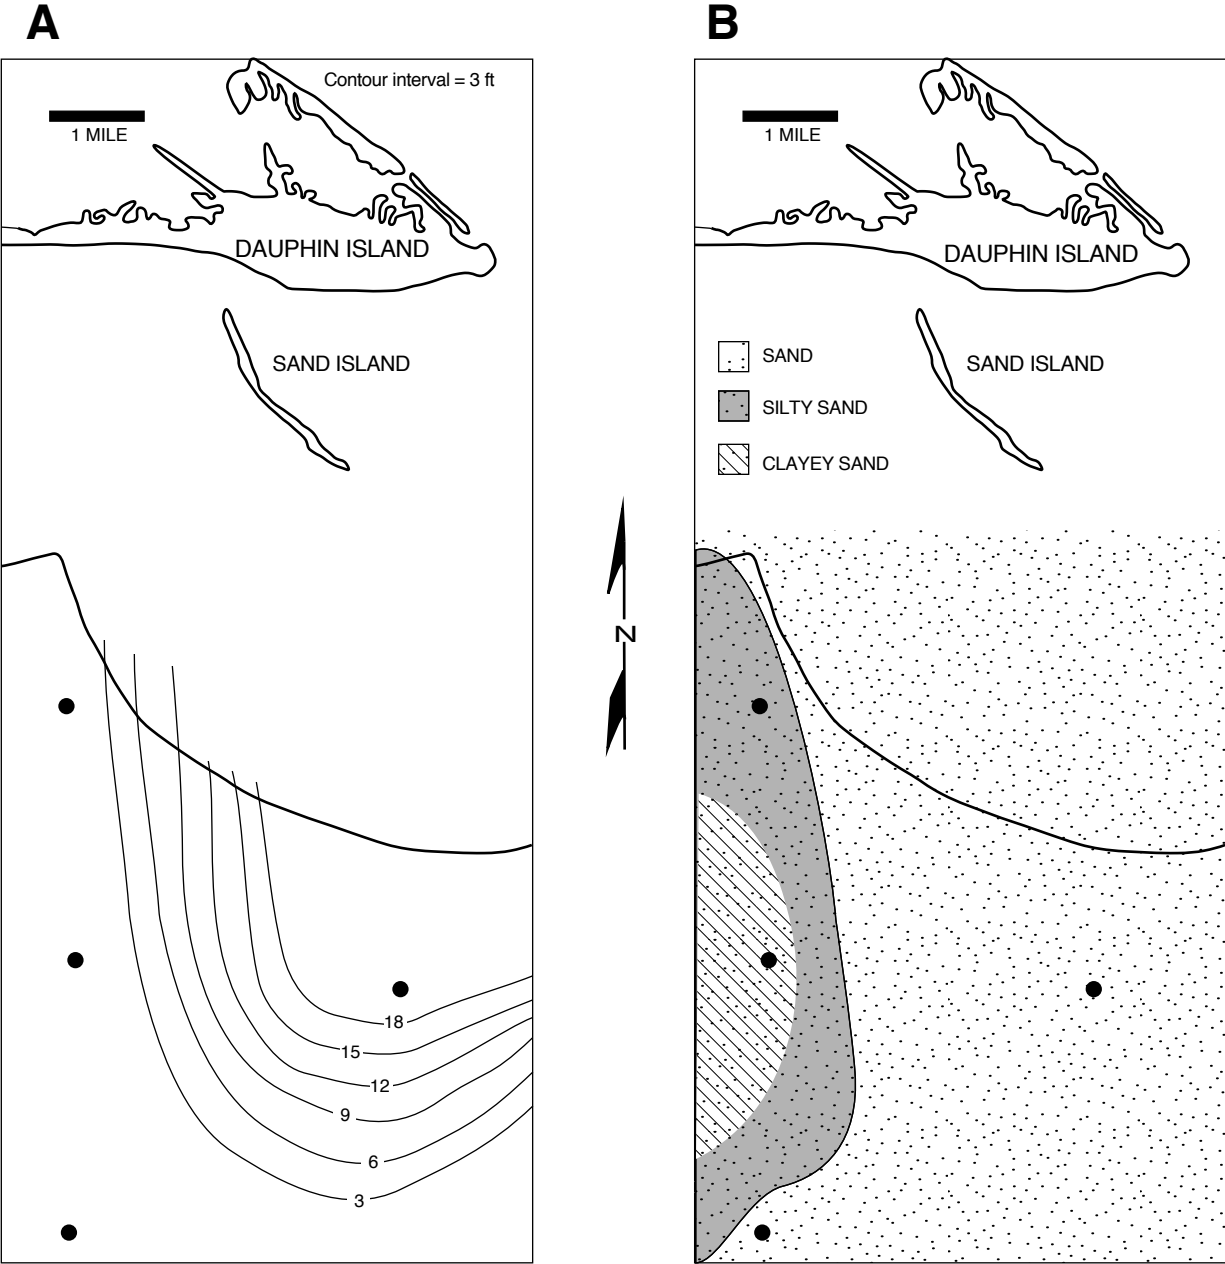 A
Contour interval = 3 ft
1 MILE
DAUPHIN ISLAND
SAND ISLAND
18
15
12
9
6
3
N
B
1 MILE
DAUPHIN ISLAND
SAND ISLAND
SAND
SILTY SAND
CLAYEY SAND